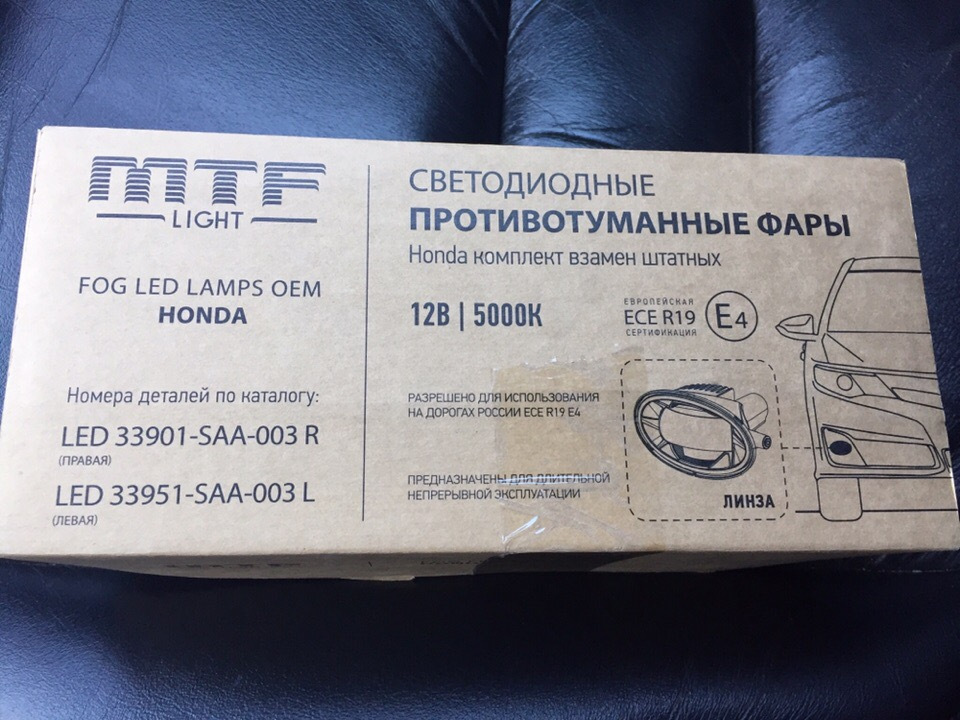 MTF
LIGHT
FOG LED LAMPS OEM
HONDA
Номера деталей по каталогу:
LED 33901-SAA-003 R
(ПРАВАЯ)
LED 33951-SAA-003 L
(ЛЕВАЯ)
СВЕТОДИОДНЫЕ
ПРОТИВОТУМАННЫЕ ФАРЫ
Honda комплект взамен штатных
12В | 5000К
ЕВРОПЕЙСКАЯ
ECE R19
СЕРТИФИКАЦИЯ
E4
РАЗРЕШЕНО ДЛЯ ИСПОЛЬЗОВАНИЯ
НА ДОРОГАХ РОССИИ ECE R19 E4
ПРЕДНАЗНАЧЕНЫ ДЛЯ ДЛИТЕЛЬНОЙ
НЕПРЕРЫВНОЙ ЭКСПЛУАТАЦИИ
ЛИНЗА